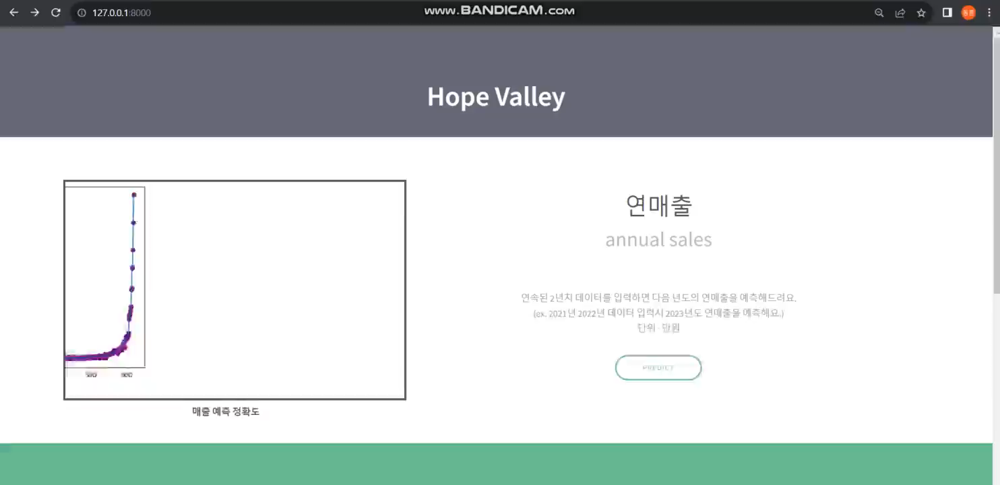 127.0.0.1:8000
www.BANDICAM.com
동훈
Hope Valley
연매출
annual sales
연속된 2년치 데이터를 입력하면 다음 년도의 연매출을 예측해드려요.
(ex. 2021년 2022년 데이터 입력시 2023년도 연매출을 예측해요.)
단위 : 만원
PREDICT
매출 예측 정확도